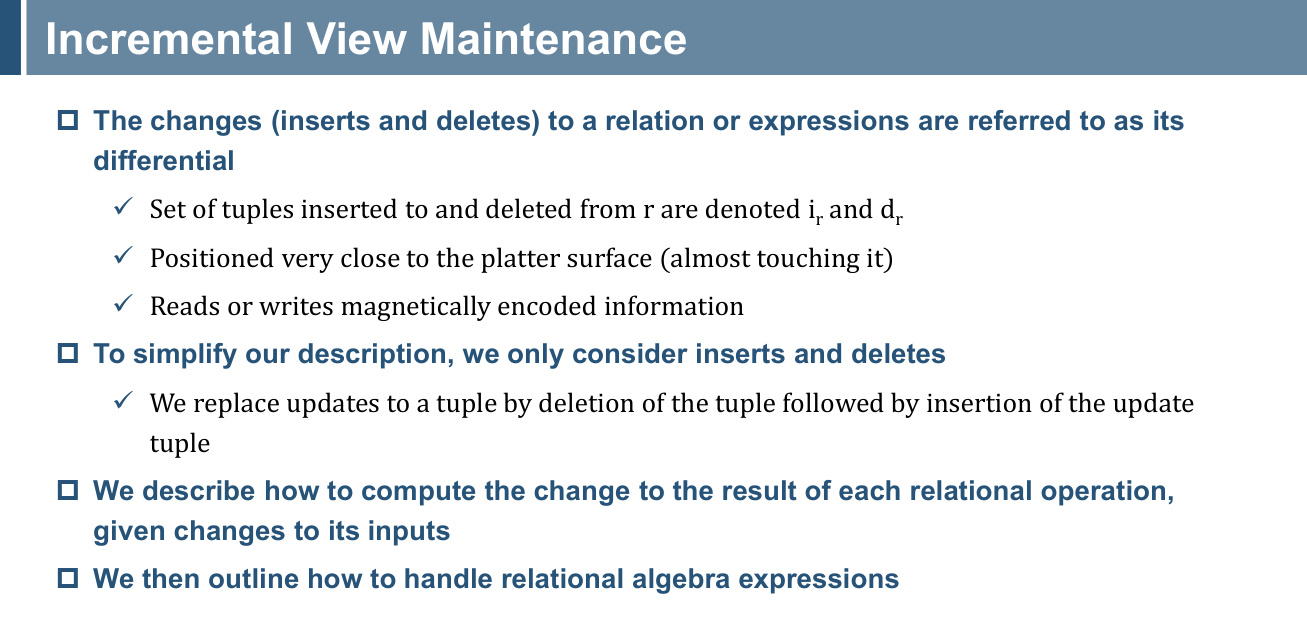 Incremental View Maintenance
The changes (inserts and deletes) to a relation or expressions are referred to as its
differential
Set of tuples inserted to and deleted from r are denoted ir and dr
Positioned very close to the platter surface (almost touching it)
Reads or writes magnetically encoded information
To simplify our description, we only consider inserts and deletes
We replace updates to a tuple by deletion of the tuple followed by insertion of the update
tuple
We describe how to compute the change to the result of each relational operation,
given changes to its inputs
We then outline how to handle relational algebra expressions